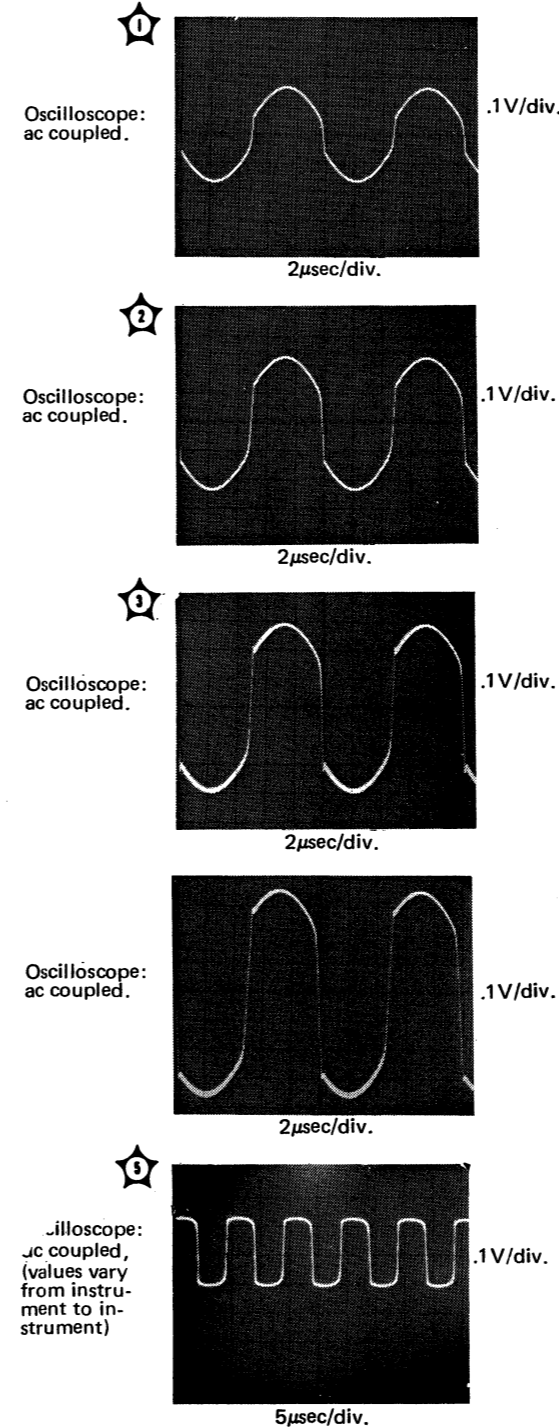 1
Oscilloscope:
ac coupled.
.1V/div.
2μsec/div.
2
Oscilloscope:
ac coupled.
.1V/div.
2μsec/div.
3
Oscilloscope:
ac coupled.
.1V/div.
2μsec/div.
Oscilloscope:
ac coupled.
.1V/div.
2μsec/div.
5
coupled,
(values vary
from instru-
ment to in-
strument)
.1V/div.
5μsec/div.